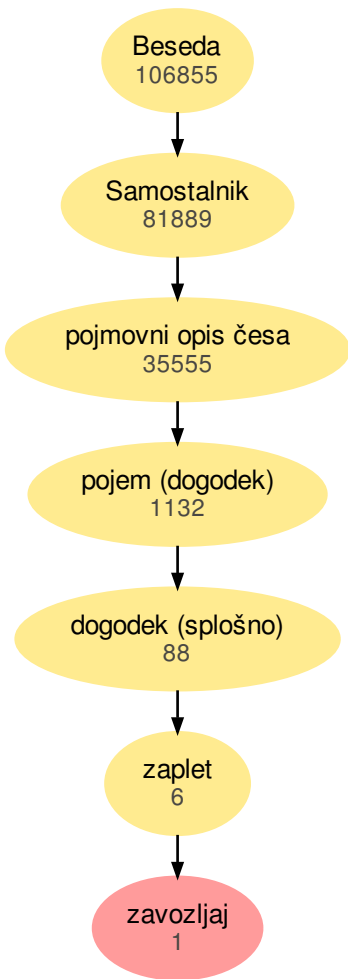 Beseda
106855
Samostalnik
81889
pojmovni opis česa
35555
pojem (dogodek)
1132
dogodek (splošno)
88
zaplet
6
zavozljaj
1